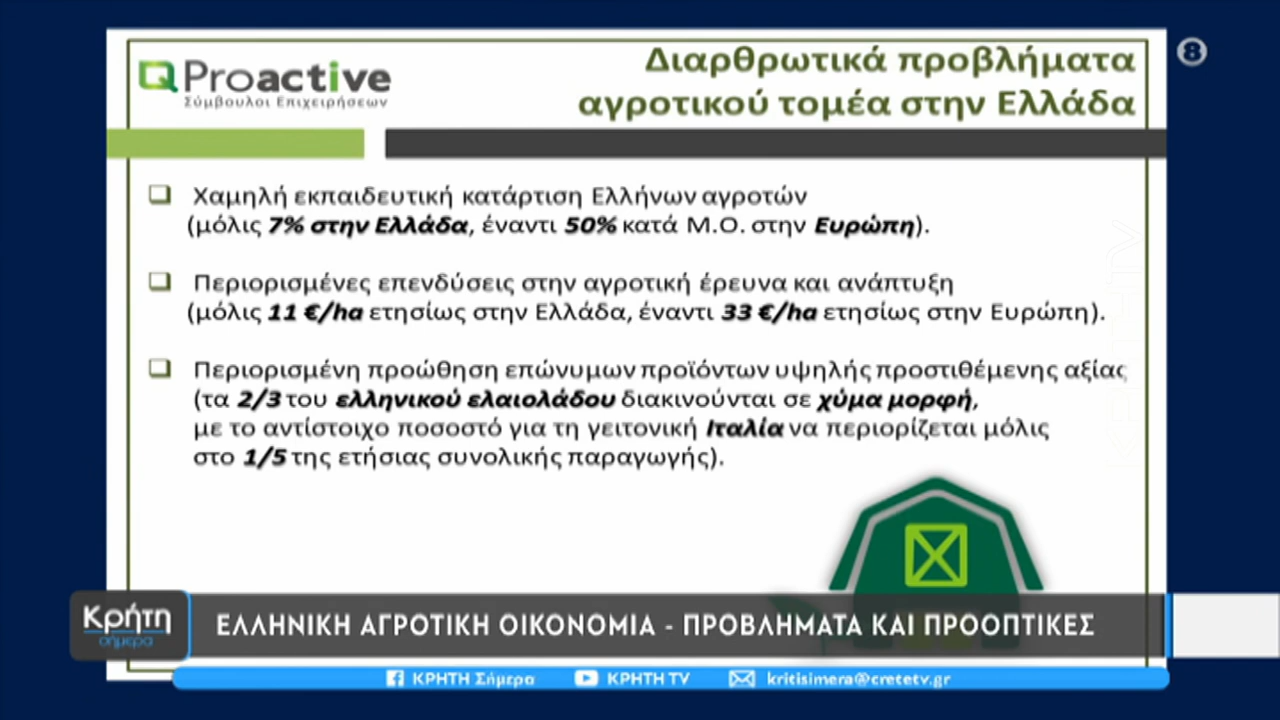 Proactive
Σύμβουλοι Επιχειρήσεων
Διαρθρωτικά προβλήματα
αγροτικού τομέα στην Ελλάδα
8
❑ Χαμηλή εκπαιδευτική κατάρτιση Ελλήνων αγροτών
(μόλις 7% στην Ελλάδα, έναντι 50% κατά Μ.Ο. στην Ευρώπη).
❑ Περιορισμένες επενδύσεις στην αγροτική έρευνα και ανάπτυξη
(μόλις 11 €/ha ετησίως στην Ελλάδα, έναντι 33 €/ha ετησίως στην Ευρώπη).
❑ Περιορισμένη προώθηση επώνυμων προϊόντων υψηλής προστιθέμενης αξίας
(τα 2/3 του ελληνικού ελαιολάδου διακινούνται σε χύμα μορφή,
με το αντίστοιχο ποσοστό για τη γειτονική Ιταλία να περιορίζεται μόλις
στο 1/5 της ετήσιας συνολικής παραγωγής).
Κρήτη
σήμερα
ΕΛΛΗΝΙΚΗ ΑΓΡΟΤΙΚΗ ΟΙΚΟΝΟΜΙΑ - ΠΡΟΒΛΗΜΑΤΑ ΚΑΙ ΠΡΟΟΠΤΙΚΕΣ
ΚΡΗΤΗ Σήμερα ΚΡΗΤΗ TV kritisimera@cretetv.gr